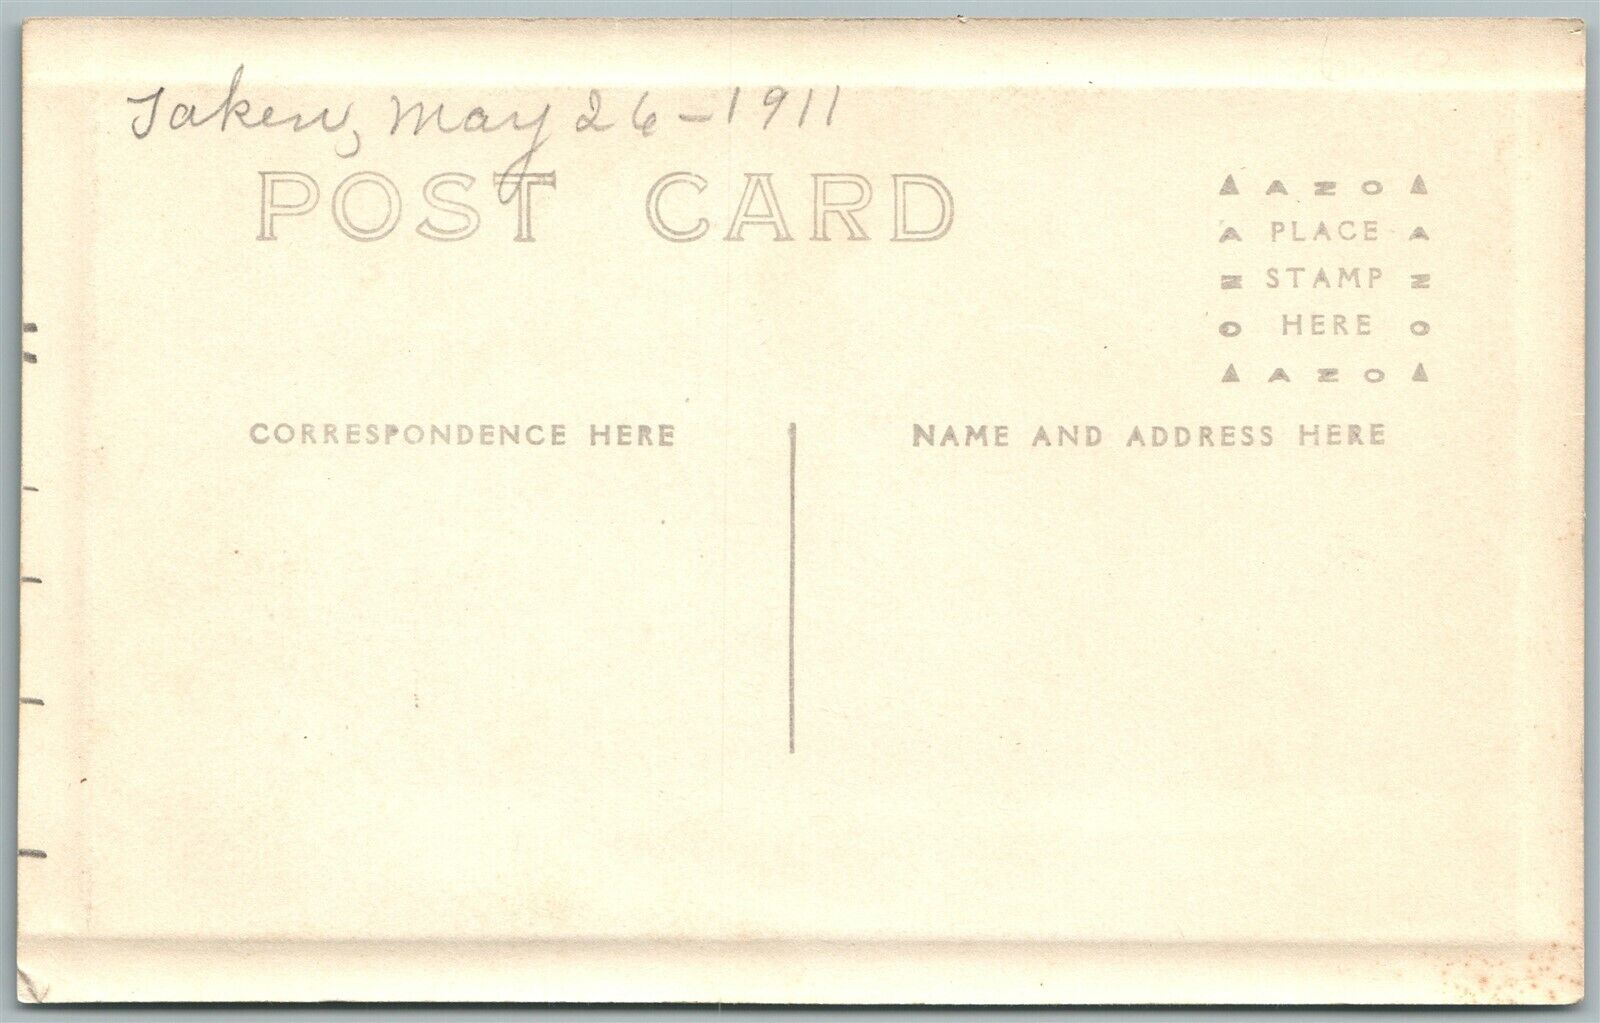 Taken, May 26-1911
POST CARD
▲ AZO ▲
A PLACE A
N STAMP N
O HERE O
▲ AZO ▲
CORRESPONDENCE HERE
NAME AND ADDRESS HERE